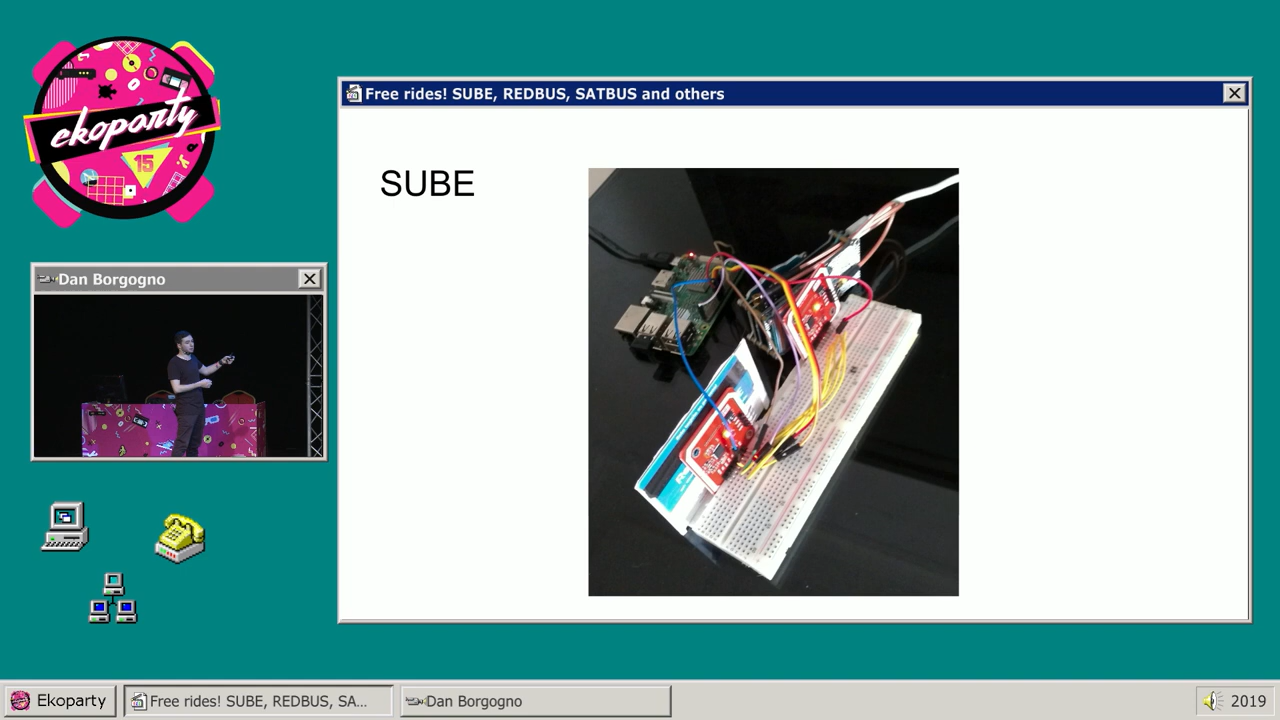 ekoparty
15
Free rides! SUBE, REDBUS, SATBUS and others
SUBE
Dan Borgogno
Ekoparty
Free rides! SUBE, REDBUS, SA...
Dan Borgogno
2019